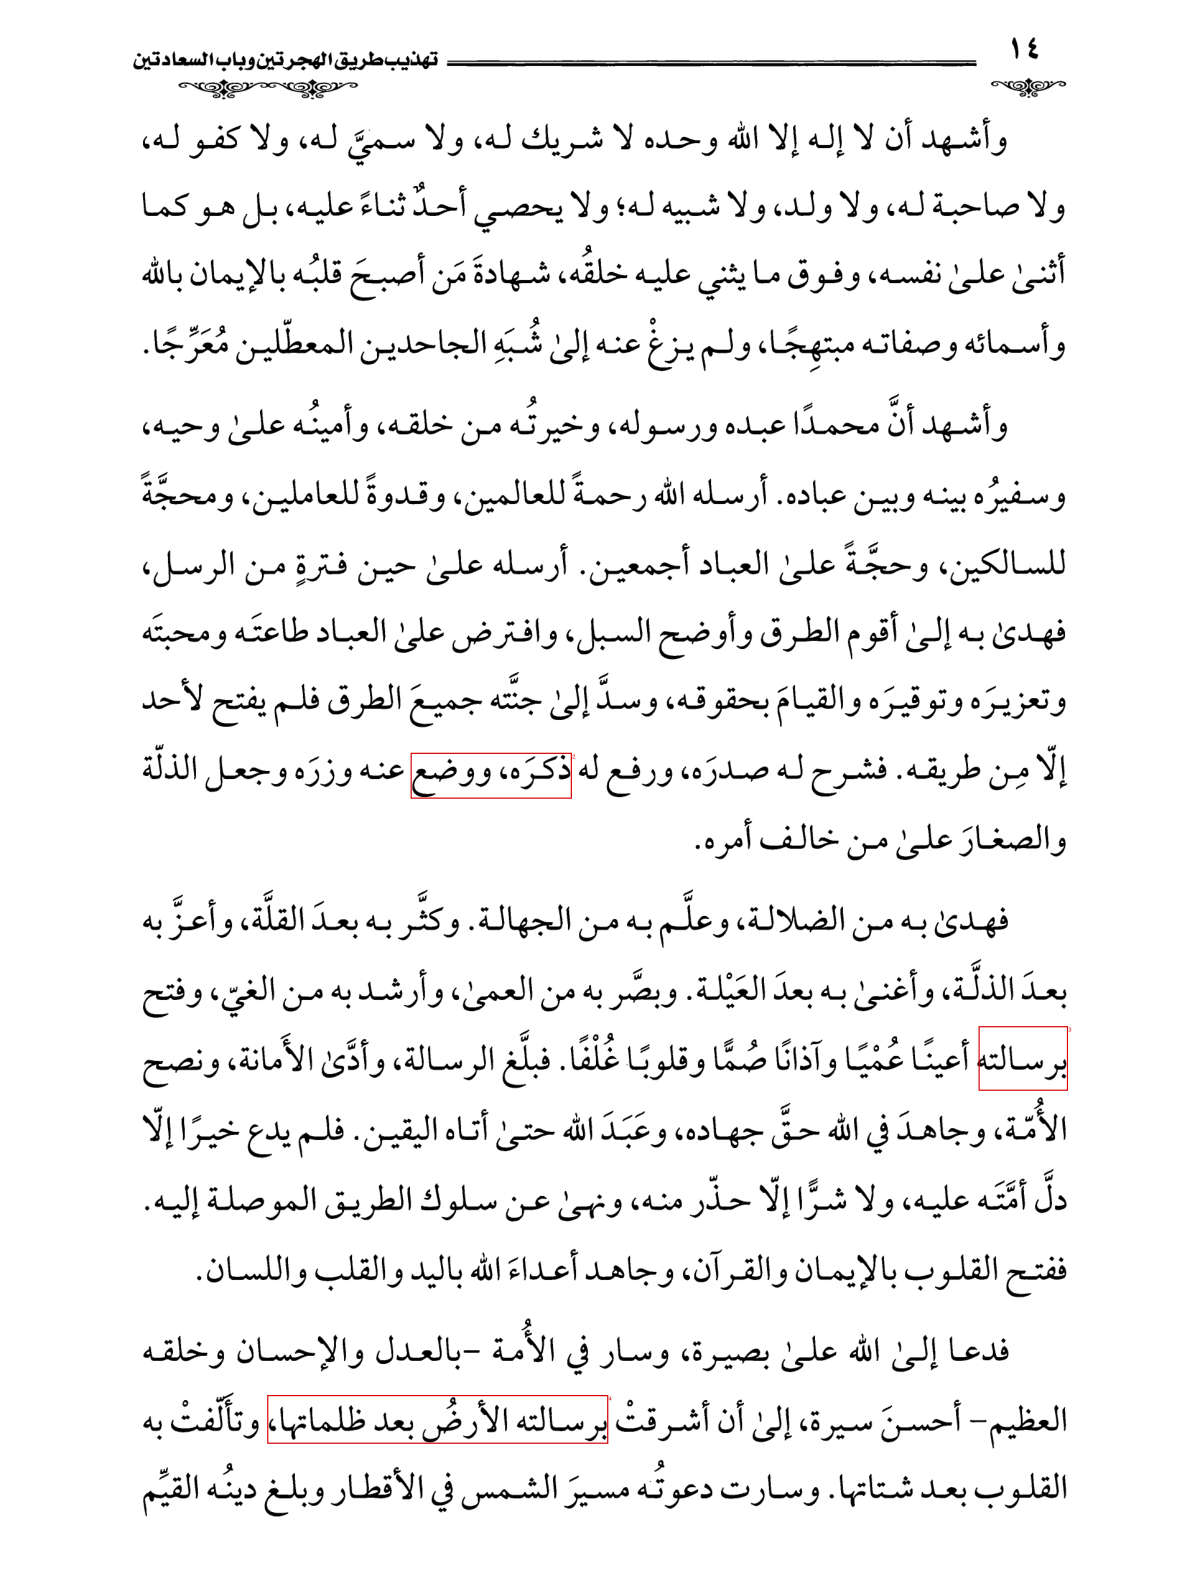 ١٤ تهذيب طريق الهجرتين وباب السعادتين
وأشهد أن لا إله إلا الله وحده لا شريك له، ولا سميَّ له، ولا كفو له،
ولا صاحبة له، ولا ولد، ولا شبيه له؛ ولا يحصي أحدٌ ثناءً عليه، بل هو كما
أثنىٰ علىٰ نفسه، وفوق ما يثني عليه خلقُه، شهادةَ مَن أصبحَ قلبُه بالإيمان بالله
وأسمائه وصفاته مبتهِجًا، ولم يزغْ عنه إلىٰ شُبَهِ الجاحدين المعطّلين مُعَرِّجًا.
وأشهد أنَّ محمدًا عبده ورسوله، وخيرتُه من خلقه، وأمينُه علىٰ وحيه،
وسفيرُه بينه وبين عباده. أرسله الله رحمةً للعالمين، وقدوةً للعاملين، ومحجَّةً
للسالكين، وحجَّةً علىٰ العباد أجمعين. أرسله علىٰ حين فترةٍ من الرسل،
فهدىٰ به إلىٰ أقوم الطرق وأوضح السبل، وافترض علىٰ العباد طاعتَه ومحبتَه
وتعزيرَه وتوقيرَه والقيامَ بحقوقه، وسدَّ إلىٰ جنَّته جميعَ الطرق فلم يفتح لأحد
إلّا مِن طريقه. فشرح له صدرَه، ورفع له ذكرَه، ووضع عنه وزرَه وجعل الذلّة
والصغارَ علىٰ من خالف أمره.
فهدىٰ به من الضلالة، وعلَّم به من الجهالة. وكثَّر به بعدَ القلَّة، وأعزَّ به
بعدَ الذلَّة، وأغنىٰ به بعدَ العَيْلة. وبصَّر به من العمىٰ، وأرشد به من الغيّ، وفتح
برسالته أعينًا عُمْيًا وآذانًا صُمًّا وقلوبًا غُلْفًا. فبلَّغ الرسالة، وأدَّىٰ الأَمانة، ونصح
الأُمّة، وجاهدَ في الله حقَّ جهاده، وعَبَدَ الله حتىٰ أتاه اليقين. فلم يدع خيرًا إلّا
دلَّ أمَّتَه عليه، ولا شرًّا إلّا حذّر منه، ونهىٰ عن سلوك الطريق الموصلة إليه.
ففتح القلوب بالإيمان والقرآن، وجاهد أعداءَ الله باليد والقلب واللسان.
فدعا إلىٰ الله علىٰ بصيرة، وسار في الأُمة -بالعدل والإحسان وخلقه
العظيم- أحسنَ سيرة، إلىٰ أن أشرقتْ برسالته الأرضُ بعد ظلماتها، وتأَلّفتْ به
القلوب بعد شتاتها. وسارت دعوتُه مسيرَ الشمس في الأقطار وبلغ دينُه القيِّم